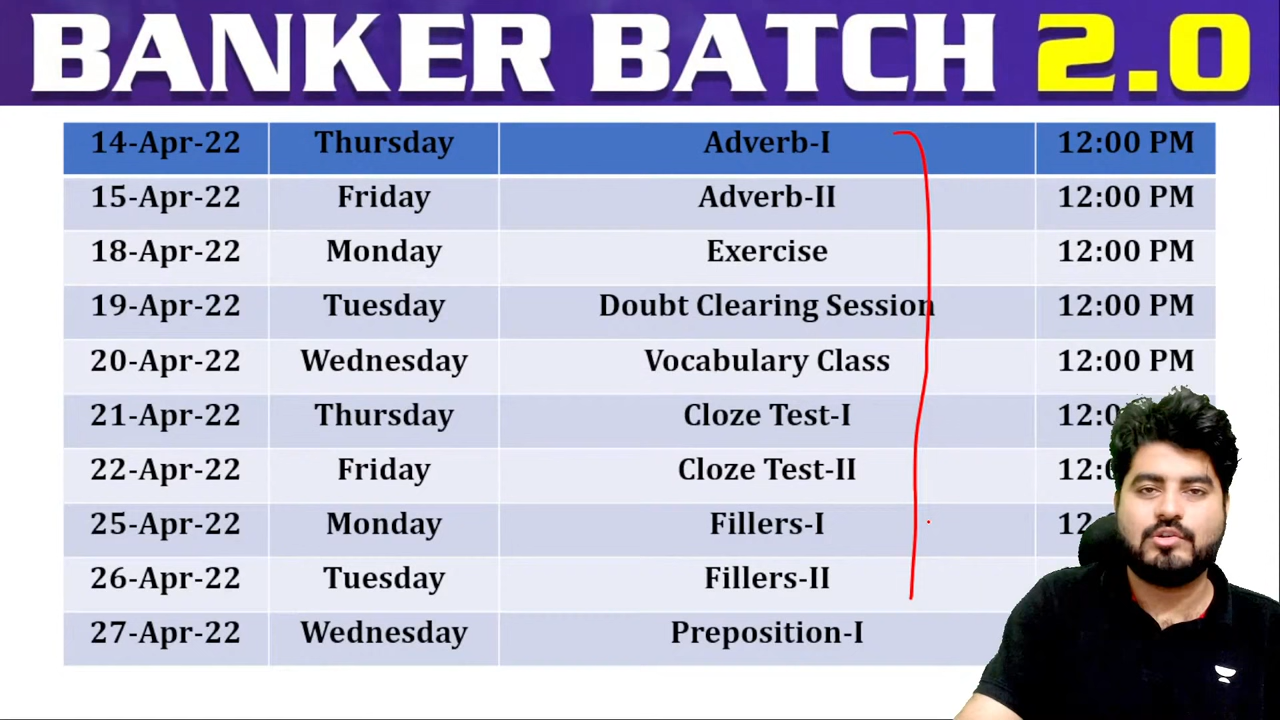 BANKER BATCH 2.0
14-Apr-22 Thursday Adverb-I 12:00 PM
15-Apr-22 Friday Adverb-II 12:00 PM
18-Apr-22 Monday Exercise 12:00 PM
19-Apr-22 Tuesday Doubt Clearing Session 12:00 PM
20-Apr-22 Wednesday Vocabulary Class 12:00 PM
21-Apr-22 Thursday Cloze Test-I
22-Apr-22 Friday Cloze Test-II
25-Apr-22 Monday Fillers-I
26-Apr-22 Tuesday Fillers-II
27-Apr-22 Wednesday Preposition-I